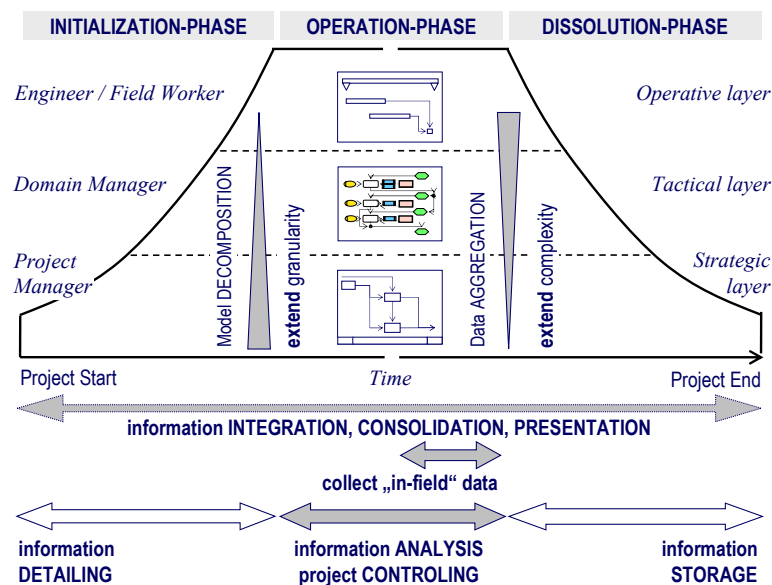 INITIALIZATION-PHASE
OPERATION-PHASE
DISSOLUTION-PHASE
Engineer / Field Worker
Operative layer
Domain Manager
Tactical layer
Project
Manager
Strategic
layer
Model DECOMPOSITION
extend granularity
Data AGGREGATION
extend complexity
Project Start
Time
Project End
information INTEGRATION, CONSOLIDATION, PRESENTATION
collect „in-field“ data
information
DETAILING
information ANALYSIS
project CONTROLING
information
STORAGE